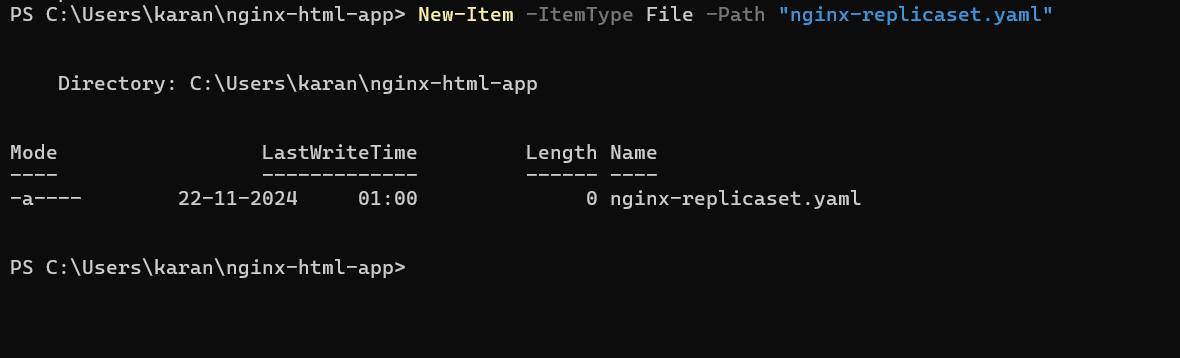 PS C:\Users\karan\nginx-html-app> New-Item -ItemType File -Path "nginx-replicaset.yaml"
Directory: C:\Users\karan\nginx-html-app
Mode LastWriteTime Length Name
---- ------------- ------ ----
-a---- 22-11-2024 01:00 0 nginx-replicaset.yaml
PS C:\Users\karan\nginx-html-app>